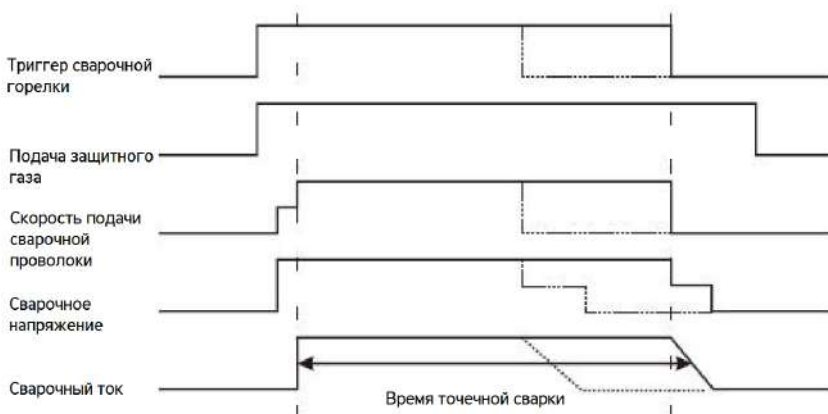 Триггер сварочной
горелки
Подача защитного
газа
Скорость подачи
сварочной
проволоки
Сварочное
напряжение
Сварочный ток
Время точечной сварки